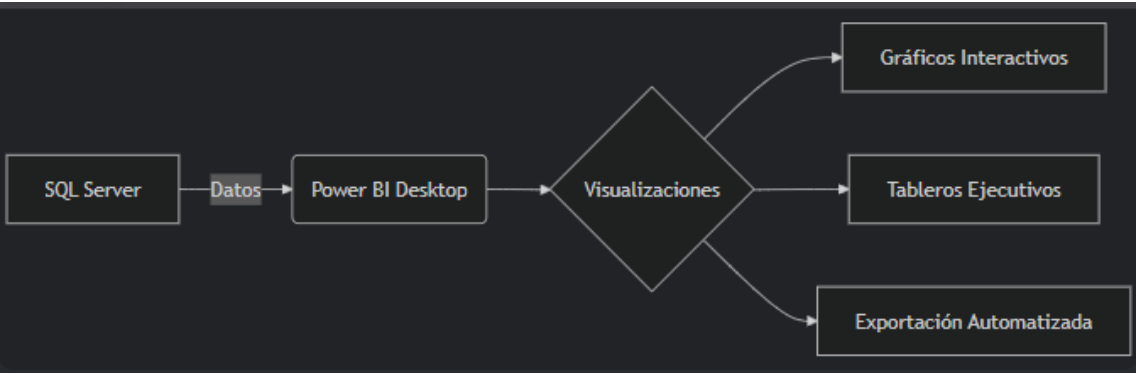 SQL Server
Datos
Power BI Desktop
Visualizaciones
Gráficos Interactivos
Tableros Ejecutivos
Exportación Automatizada